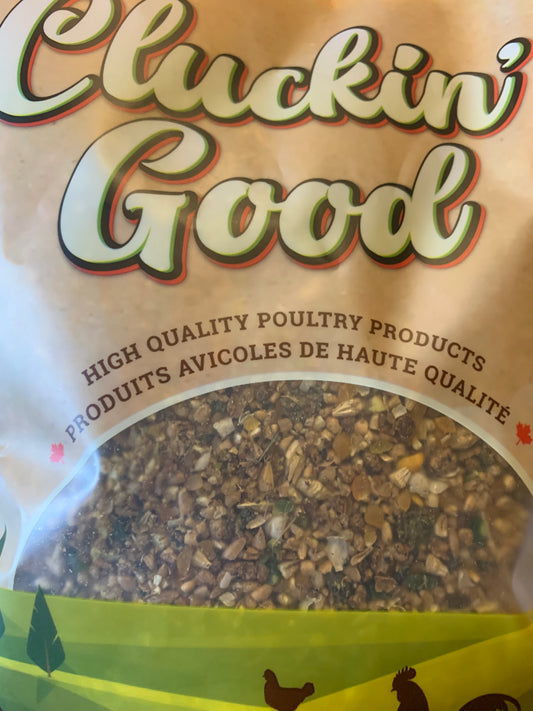 Cluckin'
Good
HIGH QUALITY POULTRY PRODUCTS
PRODUITS AVICOLES DE HAUTE QUALITÉ